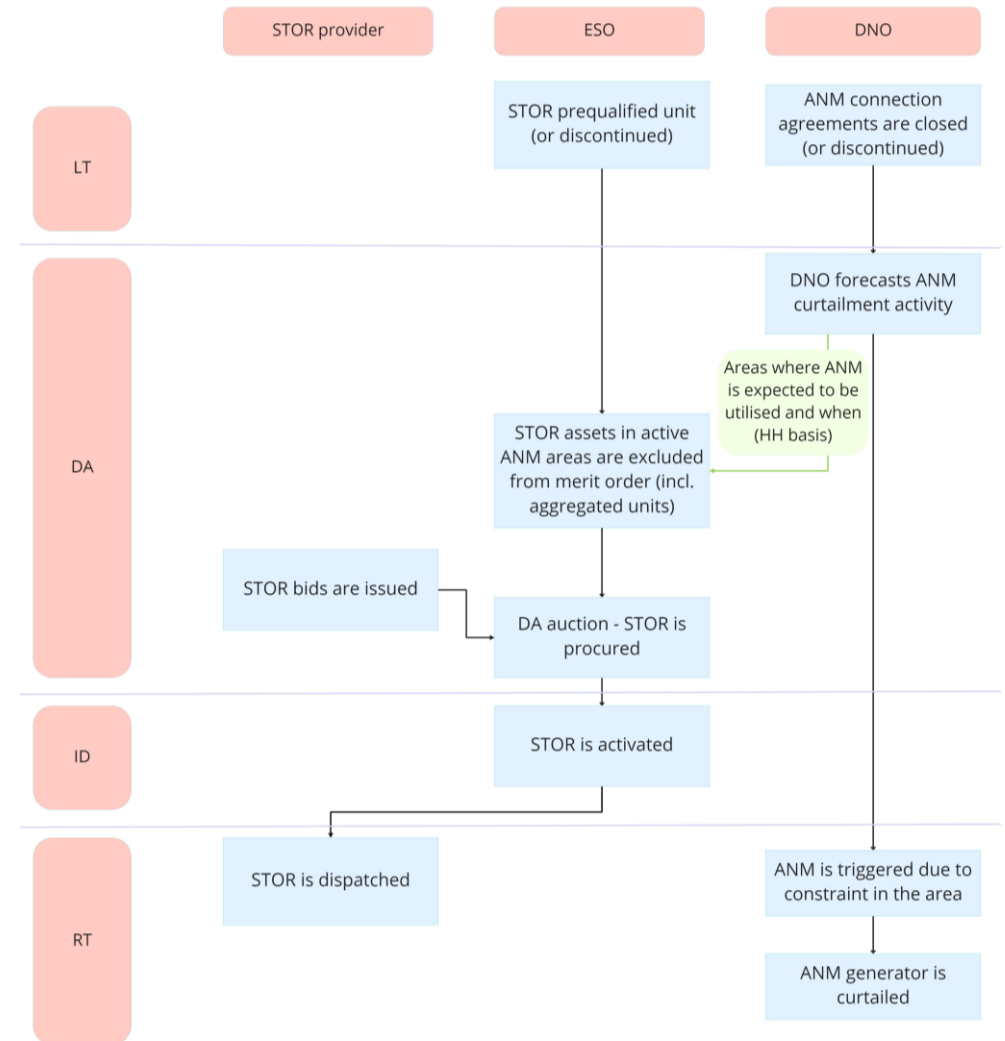 STOR provider
ESO
DNO
LT
STOR prequalified unit
(or discontinued)
ANM connection
agreements are closed
(or discontinued)
DA
DNO forecasts ANM
curtailment activity
Areas where ANM
is expected to be
utilised and when
(HH basis)
STOR assets in active
ANM areas are excluded
from merit order (incl.
aggregated units)
STOR bids are issued
DA auction - STOR is
procured
ID
STOR is activated
RT
STOR is dispatched
ANM is triggered due to
constraint in the area
ANM generator is
curtailed